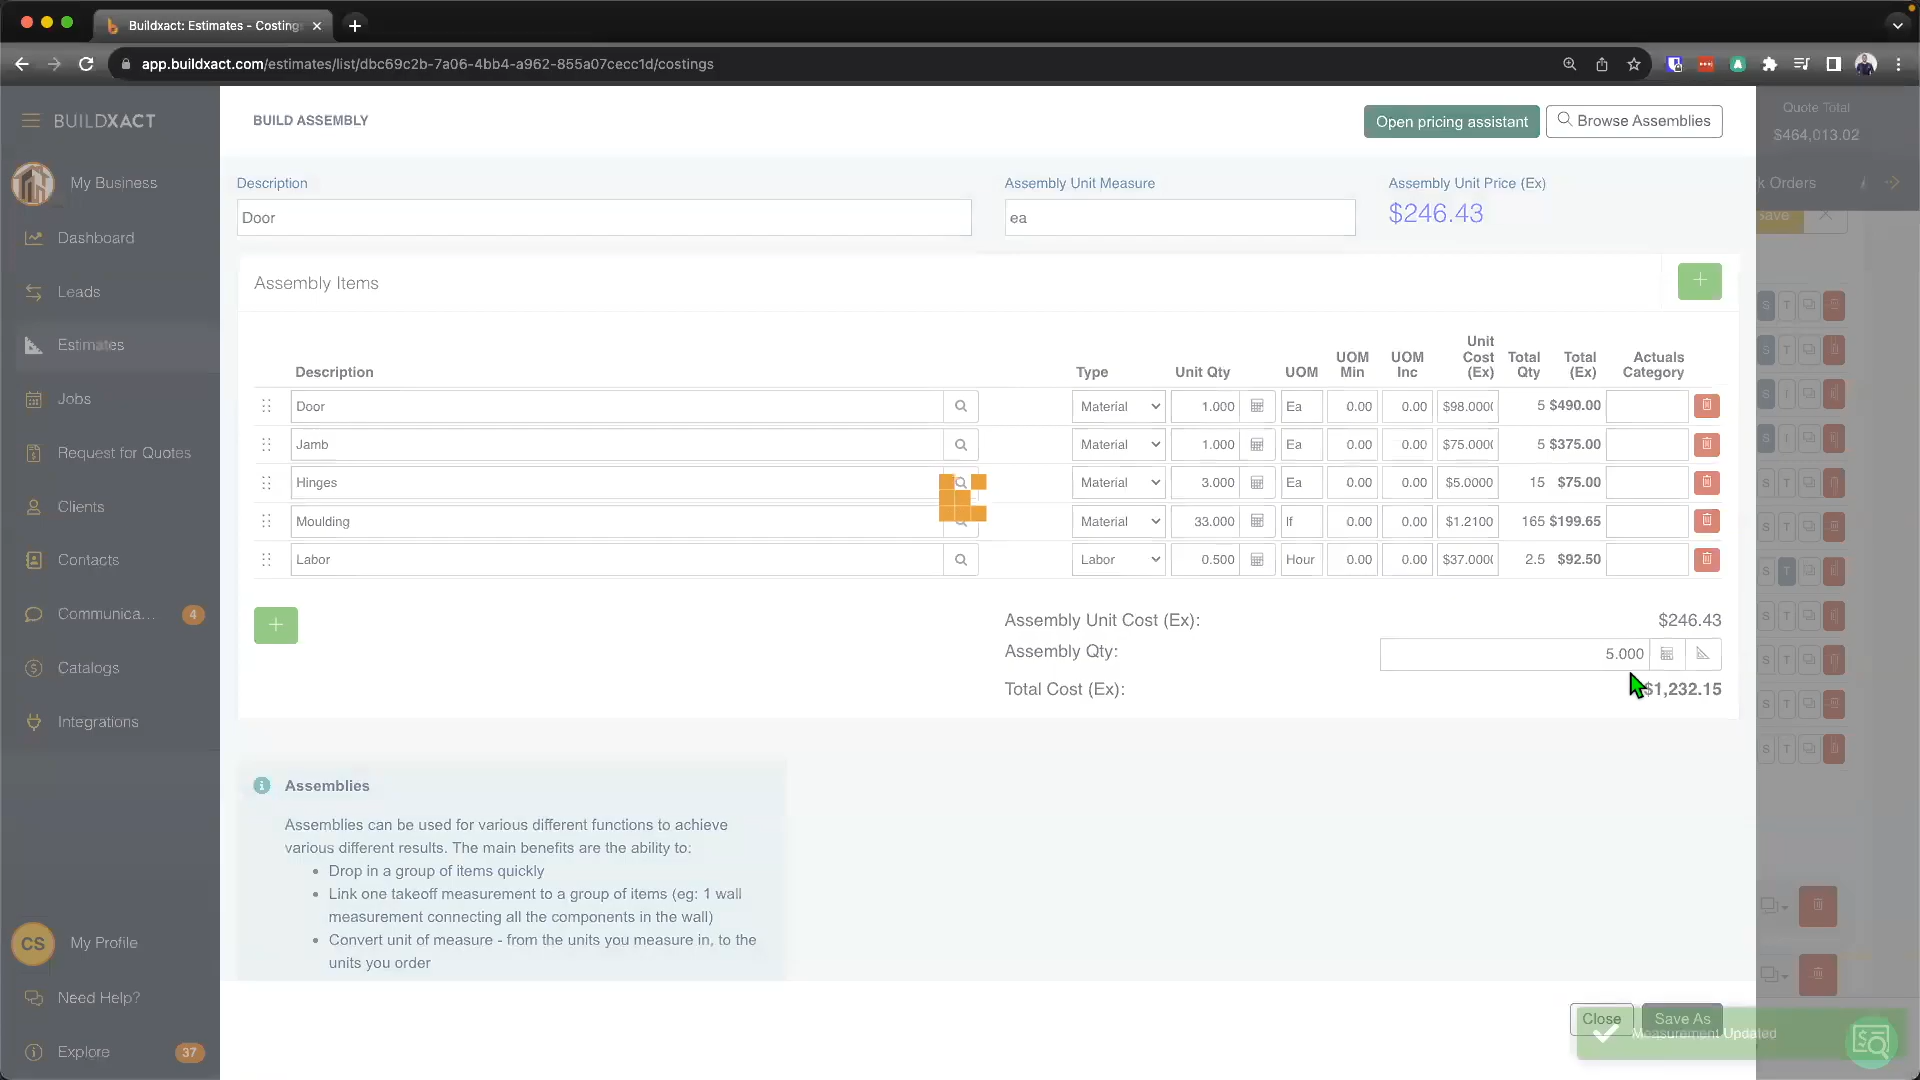 Buildxact: Estimates - Costing
app.buildxact.com/estimates/list/dbc69c2b-7a06-4bb4-a962-855a07cecc1d/costings
BUILDXACT
My Business
Dashboard
Leads
Estimates
Jobs
Request for Quotes
Clients
Contacts
Communica... 4
Catalogs
Integrations
CS My Profile
Need Help?
Explore 37
BUILD ASSEMBLY
Open pricing assistant
Browse Assemblies
Quote Total
$464,013.02
k Orders
Save
Description
Door
Assembly Unit Measure
ea
Assembly Unit Price (Ex)
$246.43
Assembly Items
Description Type Unit Qty UOM UOM Min UOM Inc Unit Cost (Ex) Total Qty Total (Ex) Actuals Category
Door Material 1.000 Ea 0.00 0.00 $98.000 5 $490.00
Jamb Material 1.000 Ea 0.00 0.00 $75.000 5 $375.00
Hinges Material 3.000 Ea 0.00 0.00 $5.0000 15 $75.00
Moulding Material 33.000 lf 0.00 0.00 $1.2100 165 $199.65
Labor Labor 0.500 Hour 0.00 0.00 $37.000 2.5 $92.50
Assembly Unit Cost (Ex): $246.43
Assembly Qty: 5.000
Total Cost (Ex): $1,232.15
Assemblies
Assemblies can be used for various different functions to achieve
various different results. The main benefits are the ability to:
• Drop in a group of items quickly
• Link one takeoff measurement to a group of items (eg: 1 wall
measurement connecting all the components in the wall)
• Convert unit of measure - from the units you measure in, to the
units you order
Close
Save As
Measurement Updated